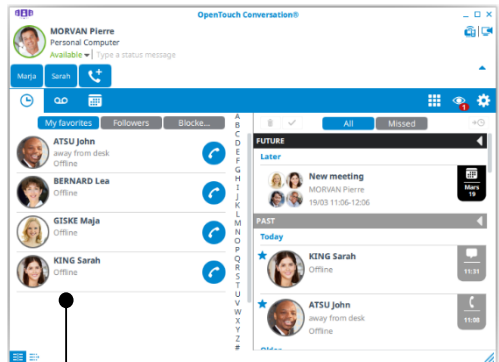 OpenTouch Conversation®
MORVAN Pierre
Personal Computer
Available Type a status message
Marja Sarah
My favorites Followers Blocke...
All Missed
ATSU John
away from desk
Offline
BERNARD Lea
Offline
GISKE Maja
Offline
KING Sarah
Offline
A
B
C
D
E
F
G
H
I
J
K
L
M
N
O
P
Q
R
S
T
U
V
W
X
Y
Z
#
FUTURE
Later
New meeting
MORVAN Pierre
19/03 11:06-12:06
Mars
19
PAST
Today
KING Sarah
Offline
11:31
ATSU John
away from desk
Offline
11:08
Older
1